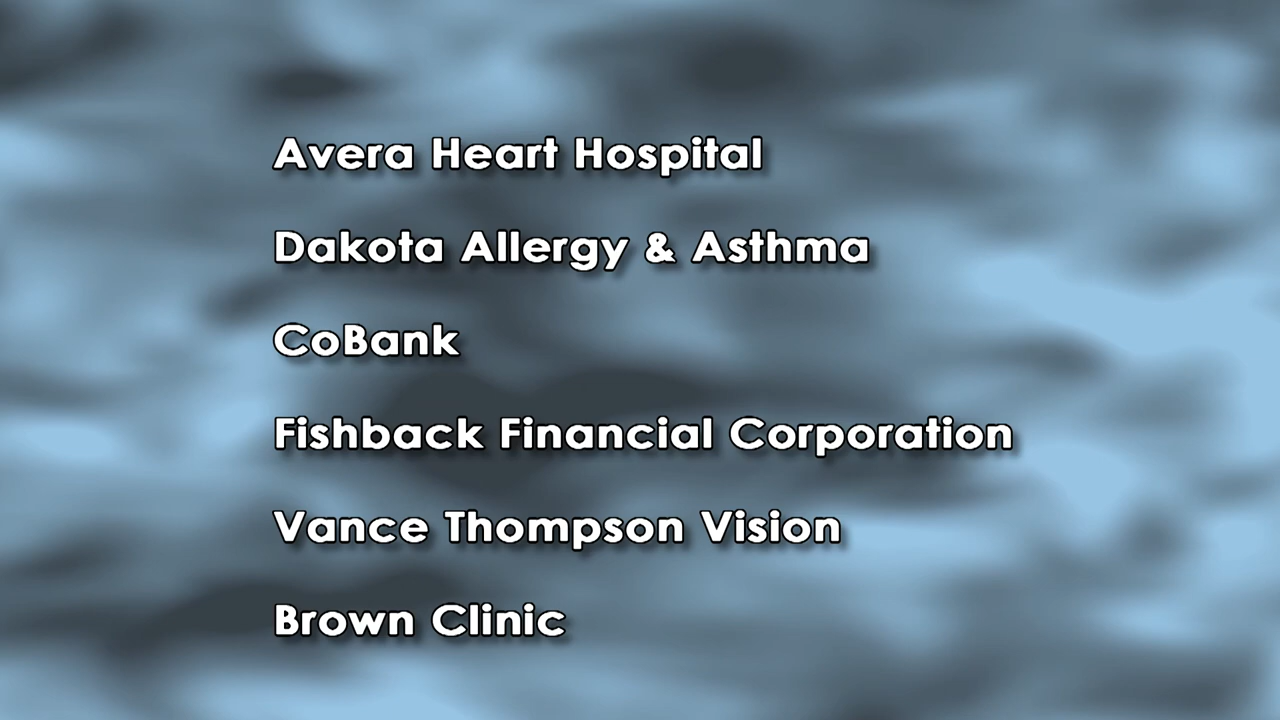 Avera Heart Hospital
Dakota Allergy & Asthma
CoBank
Fishback Financial Corporation
Vance Thompson Vision
Brown Clinic